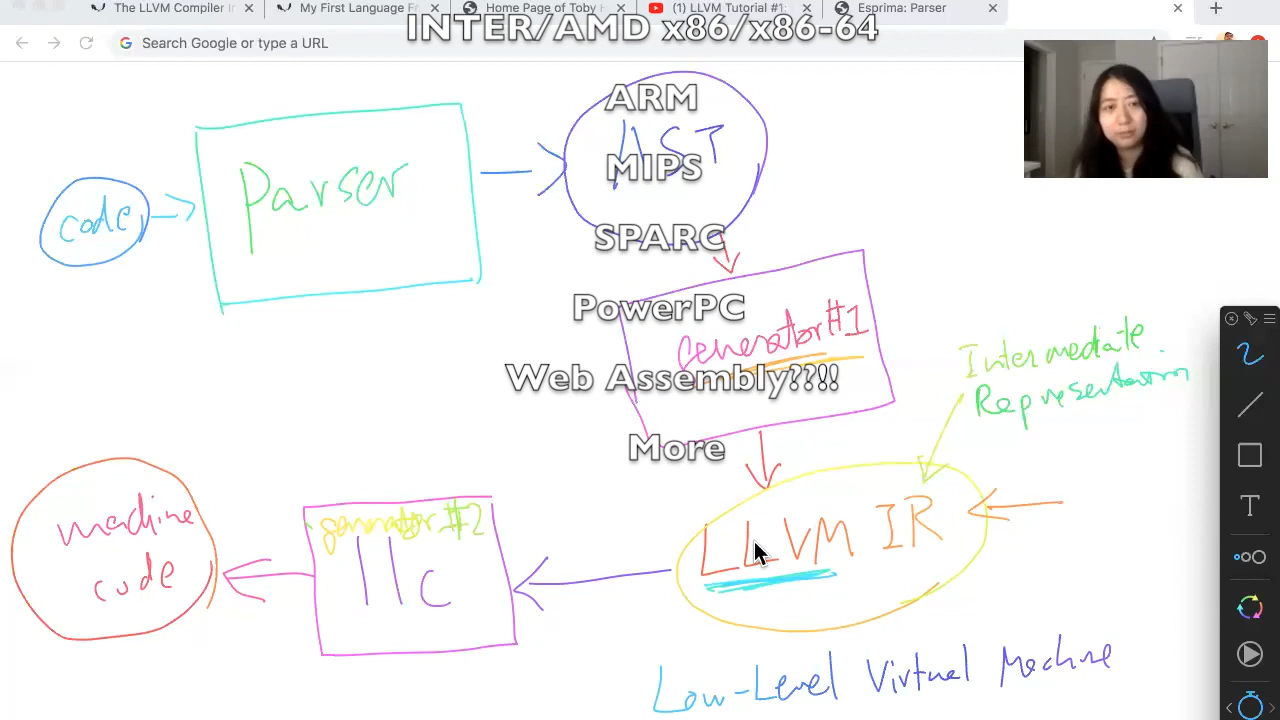 The LLVM Compiler In
My First Language F
Home Page of Toby H
(1) LLVM Tutorial #1:
Esprima: Parser
Search Google or type a URL
INTER/AMD x86/x86-64
ARM
AST
MIPS
Parser
code
SPARC
PowerPC
generator#1
Intermediate
Representation
Web Assembly??!!
More
LLVM IR
generator #2
llc
machine
code
Low-Level Virtual Machine
T